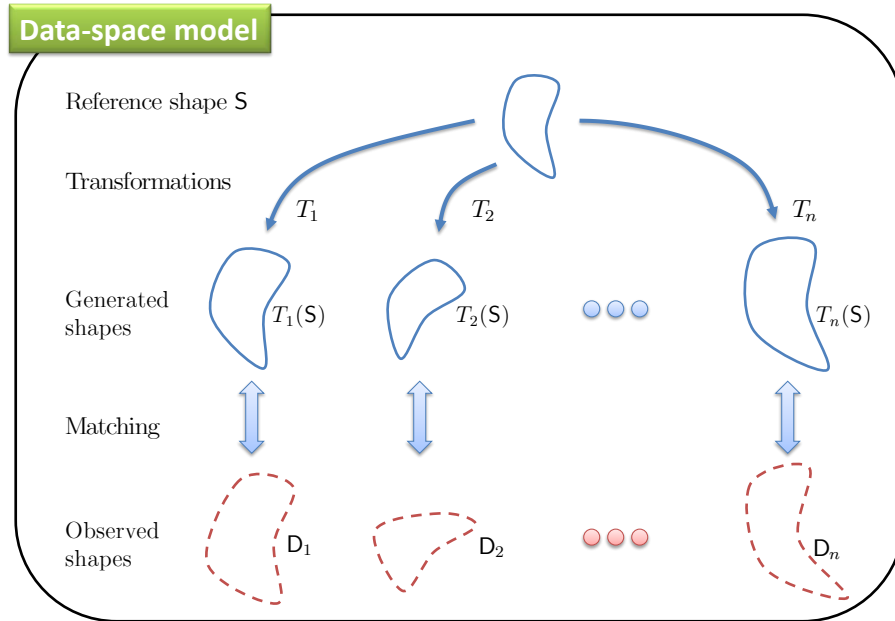 Data-space model
Reference shape S
Transformations
T₁
T₂
Tₙ
Generated
shapes
T₁(S)
T₂(S)
Tₙ(S)
Matching
Observed
shapes
D₁
D₂
Dₙ